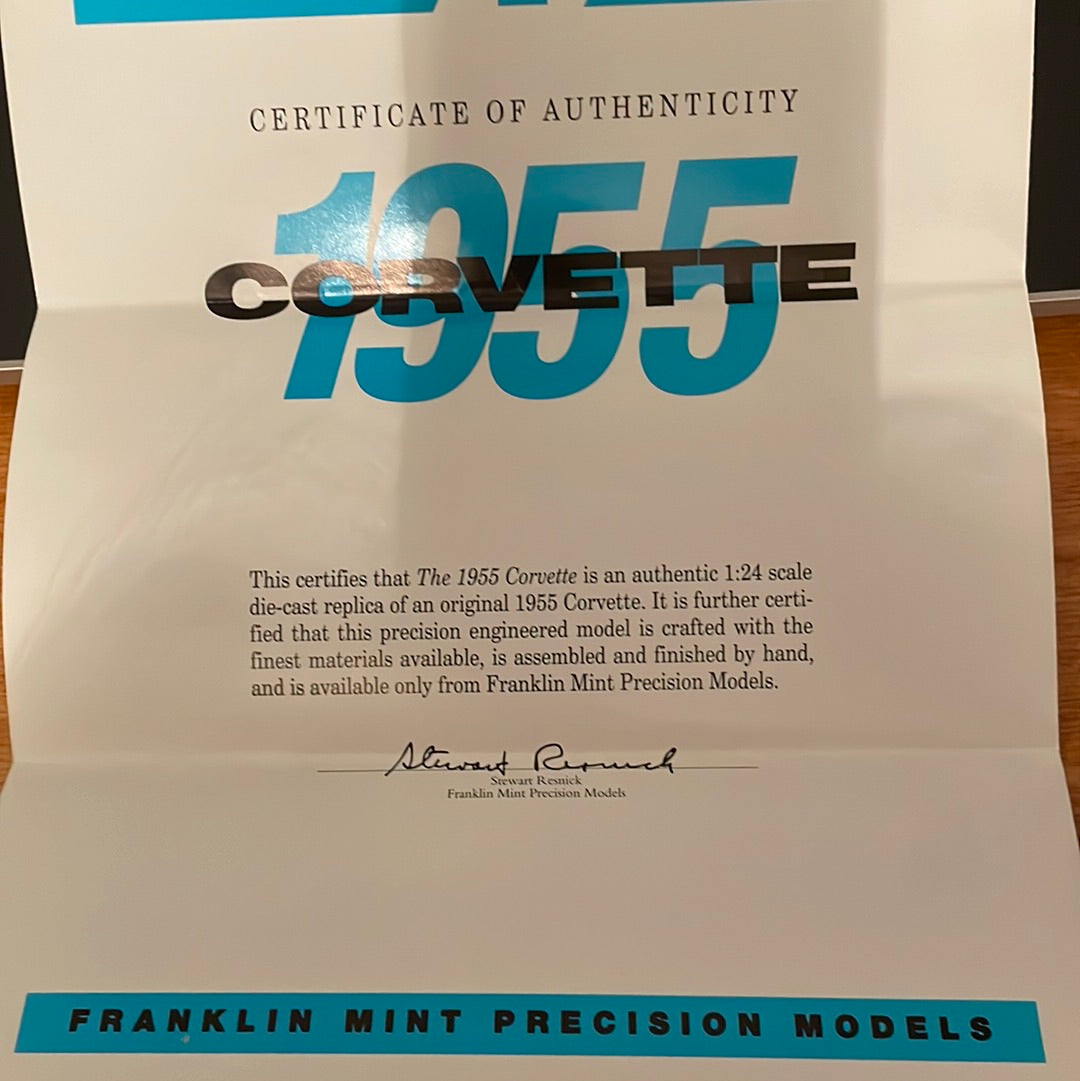 CERTIFICATE OF AUTHENTICITY
1955
CORVETTE
This certifies that The 1955 Corvette is an authentic 1:24 scale
die-cast replica of an original 1955 Corvette. It is further certi-
fied that this precision engineered model is crafted with the
finest materials available, is assembled and finished by hand,
and is available only from Franklin Mint Precision Models.
Stewart Resnick
Stewart Resnick
Franklin Mint Precision Models
FRANKLIN MINT PRECISION MODELS